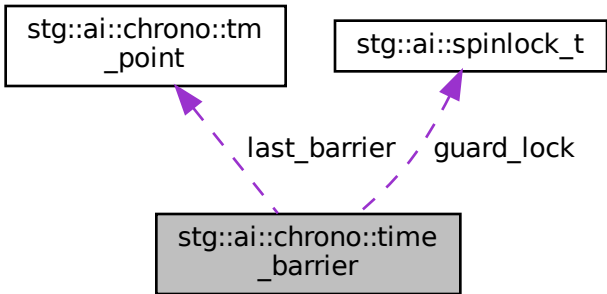 stg::ai::chrono::tm
_point
stg::ai::spinlock_t
last_barrier
guard_lock
stg::ai::chrono::time
_barrier